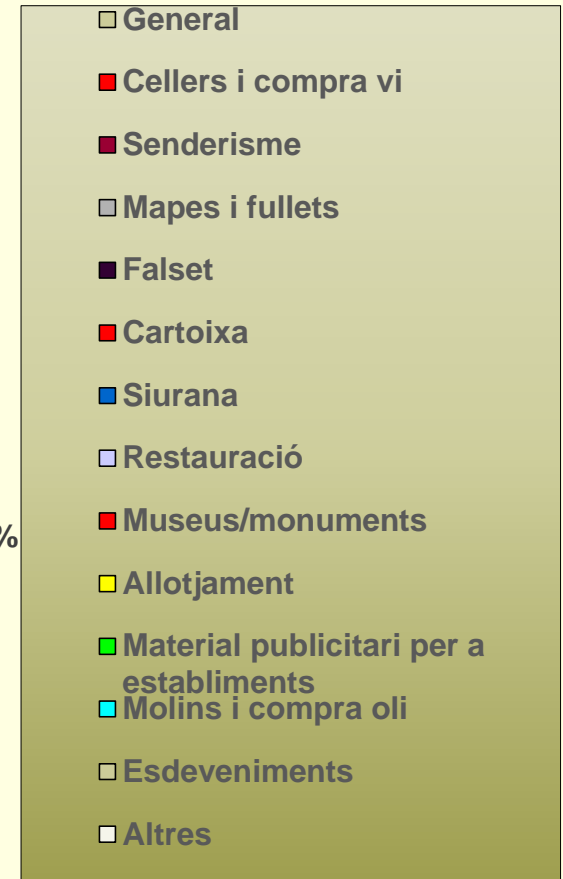 General
Cellers i compra vi
Senderisme
Mapes i fullets
Falset
Cartoixa
Siurana
Restauració
%
Museus/monuments
Allotjament
Material publicitari per a
establiments
Molins i compra oli
Esdeveniments
Altres